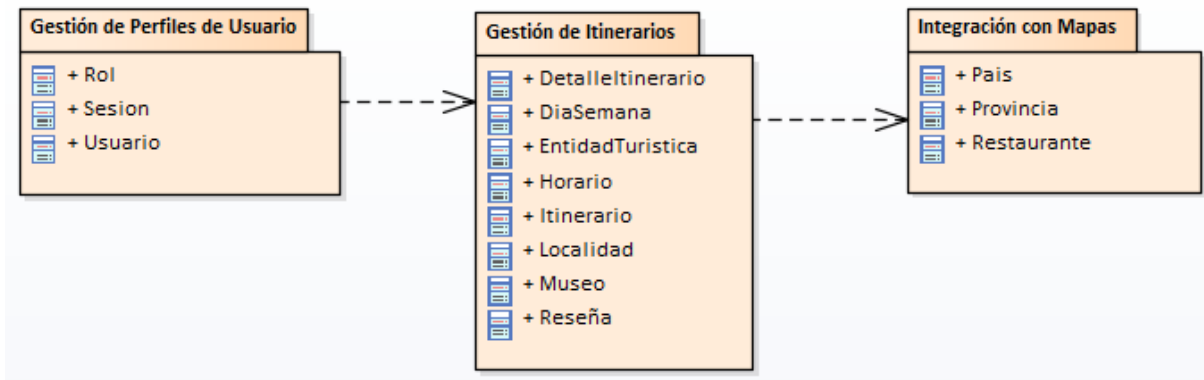 Gestión de Perfiles de Usuario
+ Rol
+ Sesion
+ Usuario
Gestión de Itinerarios
+ DetalleItinerario
+ DiaSemana
+ EntidadTuristica
+ Horario
+ Itinerario
+ Localidad
+ Museo
+ Reseña
Integración con Mapas
+ Pais
+ Provincia
+ Restaurante